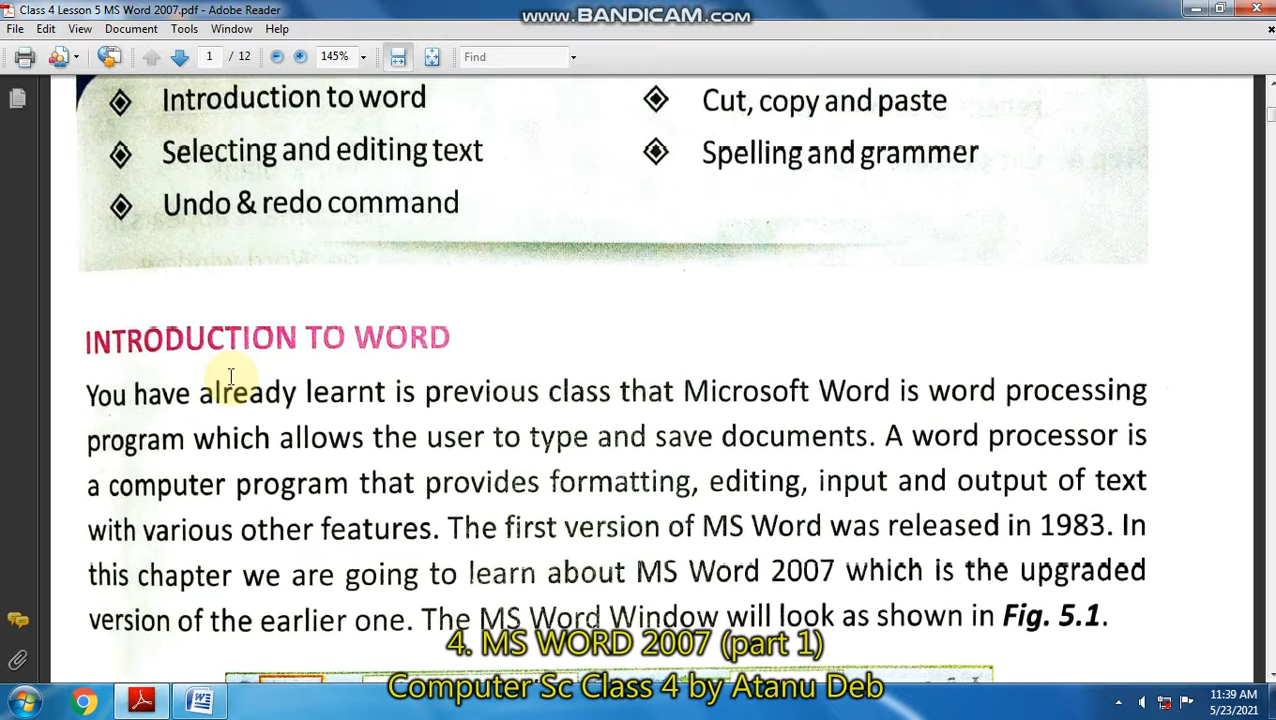 Class 4 Lesson 5 MS Word 2007.pdf - Adobe Reader
www.BANDICAM.com
File Edit View Document Tools Window Help
1 / 12 145% Find
Introduction to word
Cut, copy and paste
Selecting and editing text
Spelling and grammer
Undo & redo command
INTRODUCTION TO WORD
You have already learnt is previous class that Microsoft Word is word processing
program which allows the user to type and save documents. A word processor is
a computer program that provides formatting, editing, input and output of text
with various other features. The first version of MS Word was released in 1983. In
this chapter we are going to learn about MS Word 2007 which is the upgraded
version of the earlier one. The MS Word Window will look as shown in Fig. 5.1.
4. MS WORD 2007 (part 1)
Computer Sc Class 4 by Atanu Deb
11:39 AM
5/23/2021